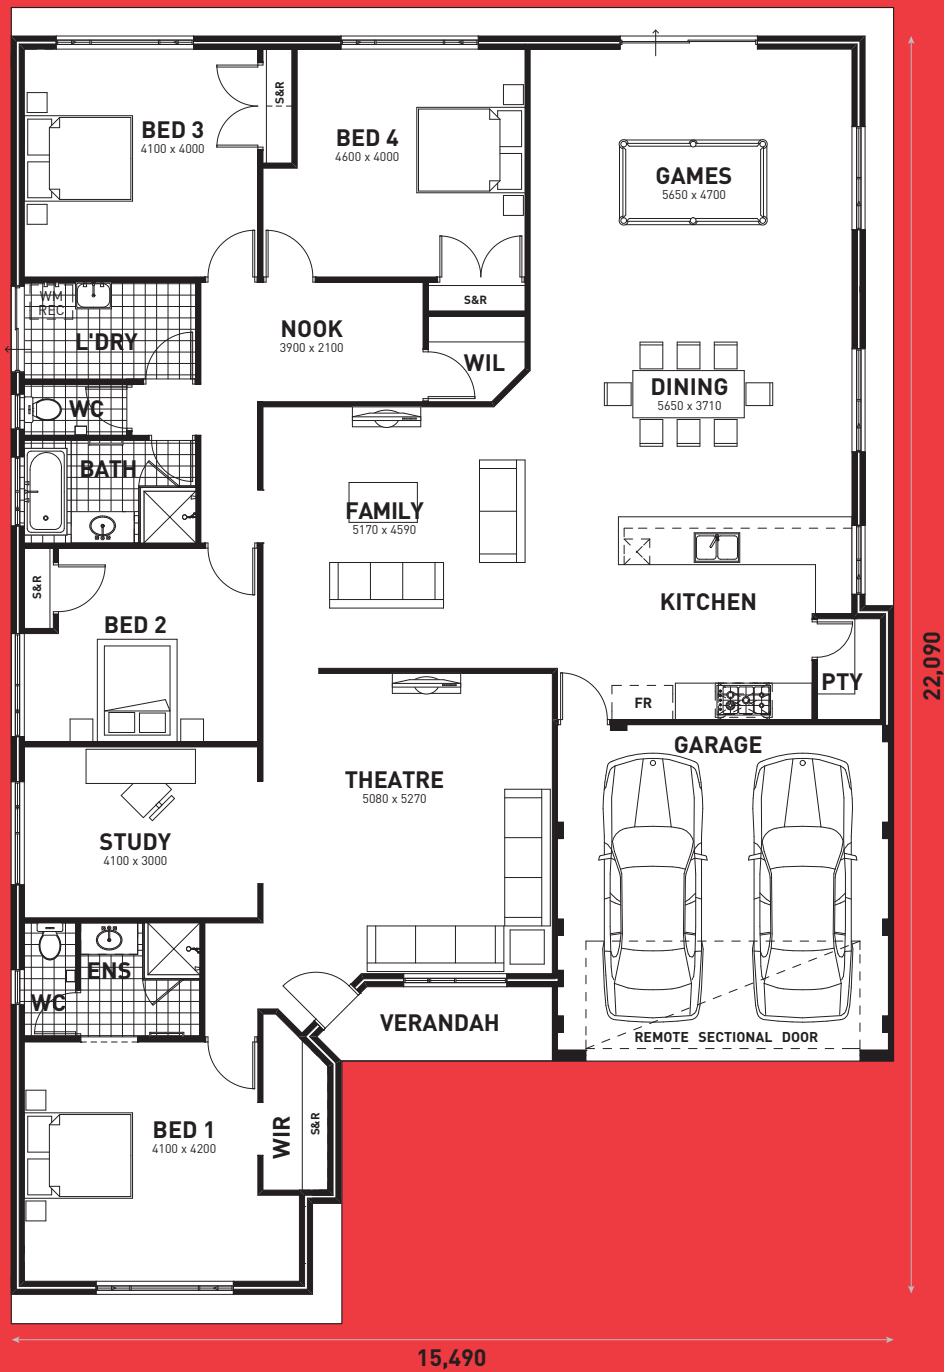 S&R
BED 3
4100 x 4000
BED 4
4600 x 4000
GAMES
5650 x 4700
WM
REC
L'DRY
NOOK
3900 x 2100
S&R
WIL
WC
DINING
5650 x 3710
BATH
FAMILY
5170 x 4590
S&R
BED 2
KITCHEN
PTY
FR
22,090
GARAGE
THEATRE
5080 x 5270
STUDY
4100 x 3000
ENS
WC
VERANDAH
REMOTE SECTIONAL DOOR
BED 1
4100 x 4200
WIR
S&R
15,490